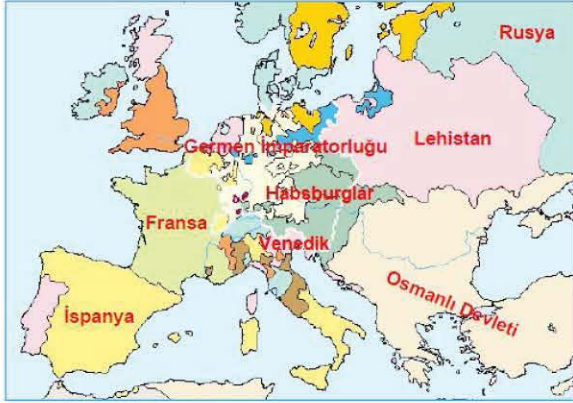 Rusya
Lehistan
Germen İmparatorluğu
Habsburglar
Fransa
Venedik
Osmanlı Devleti
İspanya